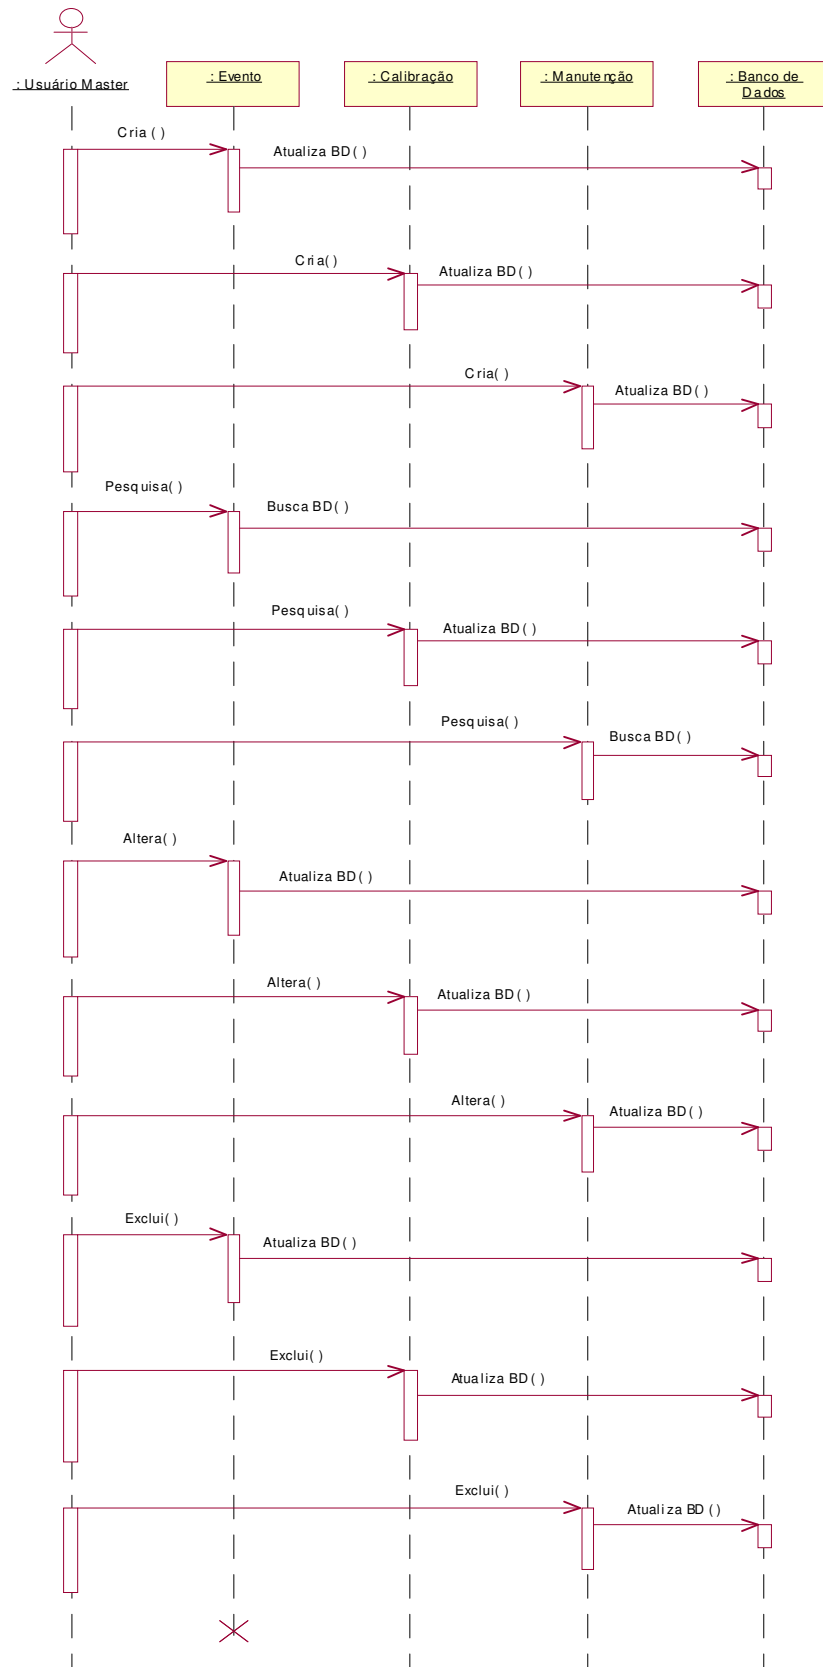 : Usuário Master
: Evento
: Calibração
: Manutenção
: Banco de
Dados
Cria ( )
Atualiza BD( )
Cria( )
Atualiza BD( )
Cria( )
Atualiza BD( )
Pesquisa( )
Busca BD( )
Pesquisa( )
Atualiza BD( )
Pesquisa( )
Busca BD( )
Altera( )
Atualiza BD( )
Altera( )
Atualiza BD( )
Altera( )
Atualiza BD( )
Exclui( )
Atualiza BD( )
Exclui( )
Atualiza BD( )
Exclui( )
Atualiza BD ( )